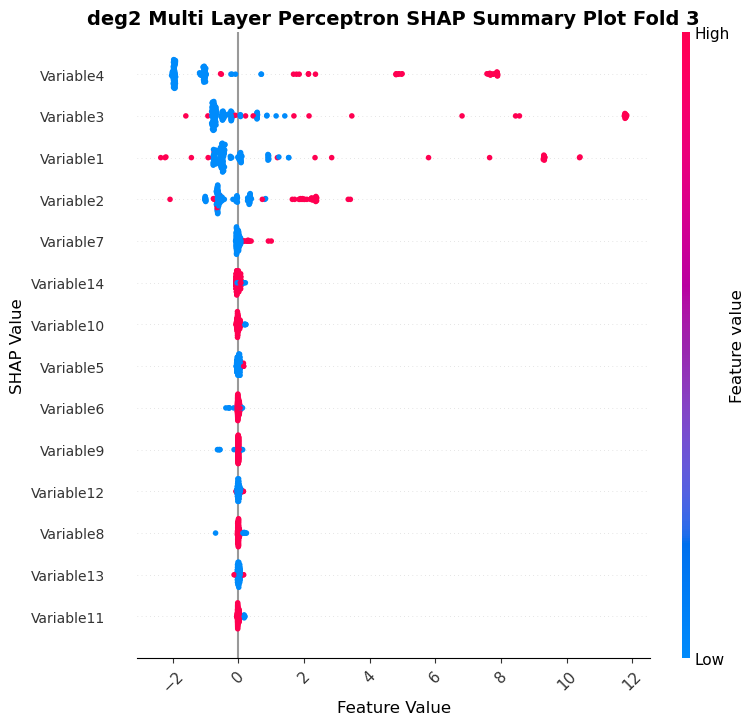 deg2 Multi Layer Perceptron SHAP Summary Plot Fold 3
High
Variable4
Variable3
Variable1
Variable2
Variable7
Variable14
Variable10
Variable5
Variable6
Variable9
Variable12
Variable8
Variable13
Variable11
SHAP Value
Feature value
Low
−2
0
2
4
6
8
10
12
Feature Value